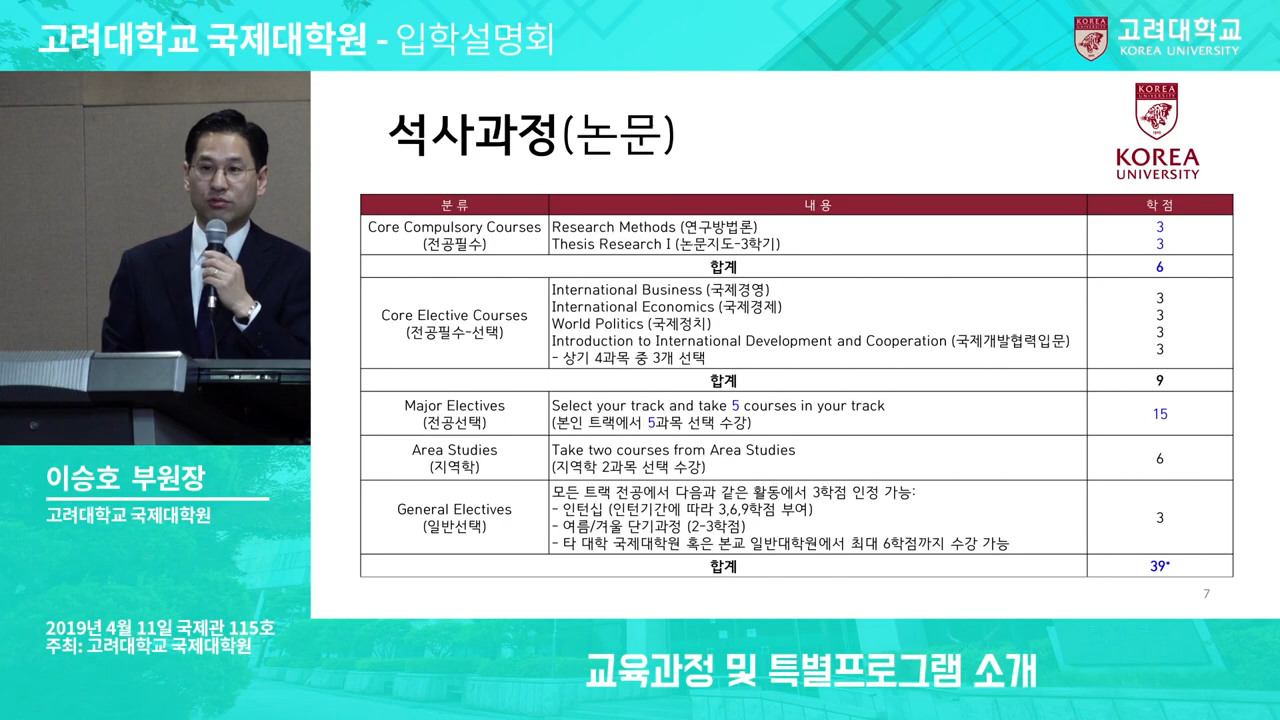 고려대학교 국제대학원 - 입학설명회
KOREA
고려대학교
KOREA UNIVERSITY
석사과정(논문)
KOREA
UNIVERSITY
KOREA
UNIVERSITY
분 류 내 용 학 점
Core Compulsory Courses
(전공필수)
Research Methods (연구방법론)
Thesis Research I (논문지도-3학기)
3
3
합계 6
Core Elective Courses
(전공필수-선택)
International Business (국제경영)
International Economics (국제경제)
World Politics (국제정치)
Introduction to International Development and Cooperation (국제개발협력입문)
- 상기 4과목 중 3개 선택
3
3
3
3
합계 9
Major Electives
(전공선택)
Select your track and take 5 courses in your track
(본인 트랙에서 5과목 선택 수강)
15
Area Studies
(지역학)
Take two courses from Area Studies
(지역학 2과목 선택 수강)
6
General Electives
(일반선택)
모든 트랙 전공에서 다음과 같은 활동에서 3학점 인정 가능:
- 인턴십 (인턴기간에 따라 3,6,9학점 부여)
- 여름/겨울 단기과정 (2-3학점)
- 타 대학 국제대학원 혹은 본교 일반대학원에서 최대 6학점까지 수강 가능
3
합계 39*
7
이승호 부원장
고려대학교 국제대학원
2019년 4월 11일 국제관 115호
주최: 고려대학교 국제대학원
교육과정 및 특별프로그램 소개